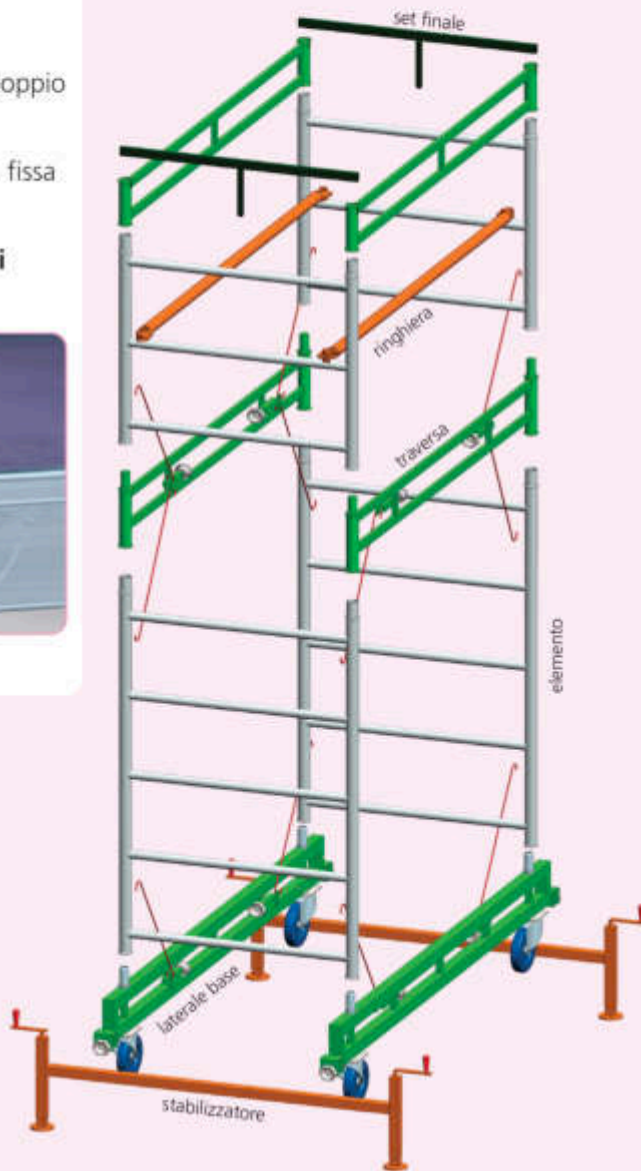 oppio
fissa
i
set finale
ringhiera
traversa
elemento
laterale base
stabilizzatore